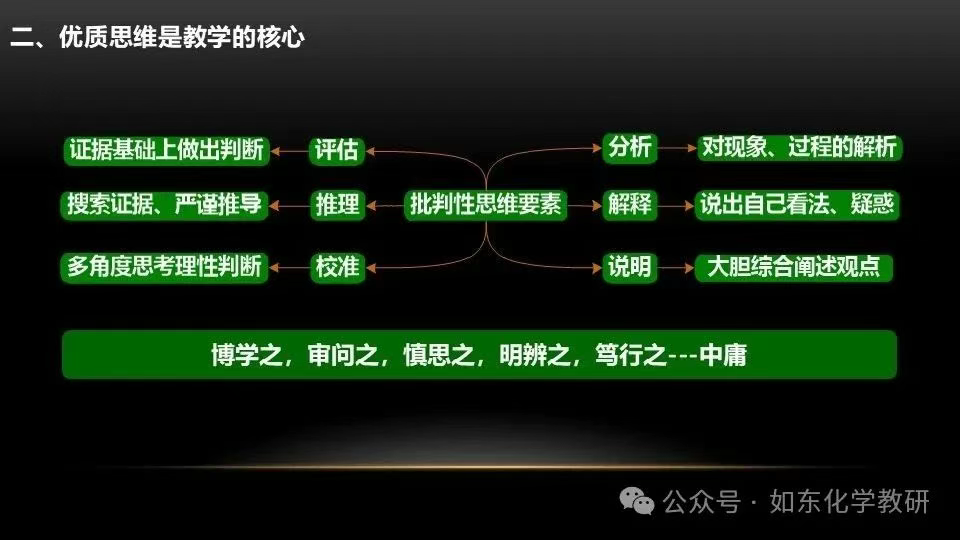 二、优质思维是教学的核心
证据基础上做出判断
评估
分析
对现象、过程的解析
搜索证据、严谨推导
推理
批判性思维要素
解释
说出自己看法、疑惑
多角度思考理性判断
校准
说明
大胆综合阐述观点
博学之，审问之，慎思之，明辨之，笃行之---中庸
公众号·如东化学教研